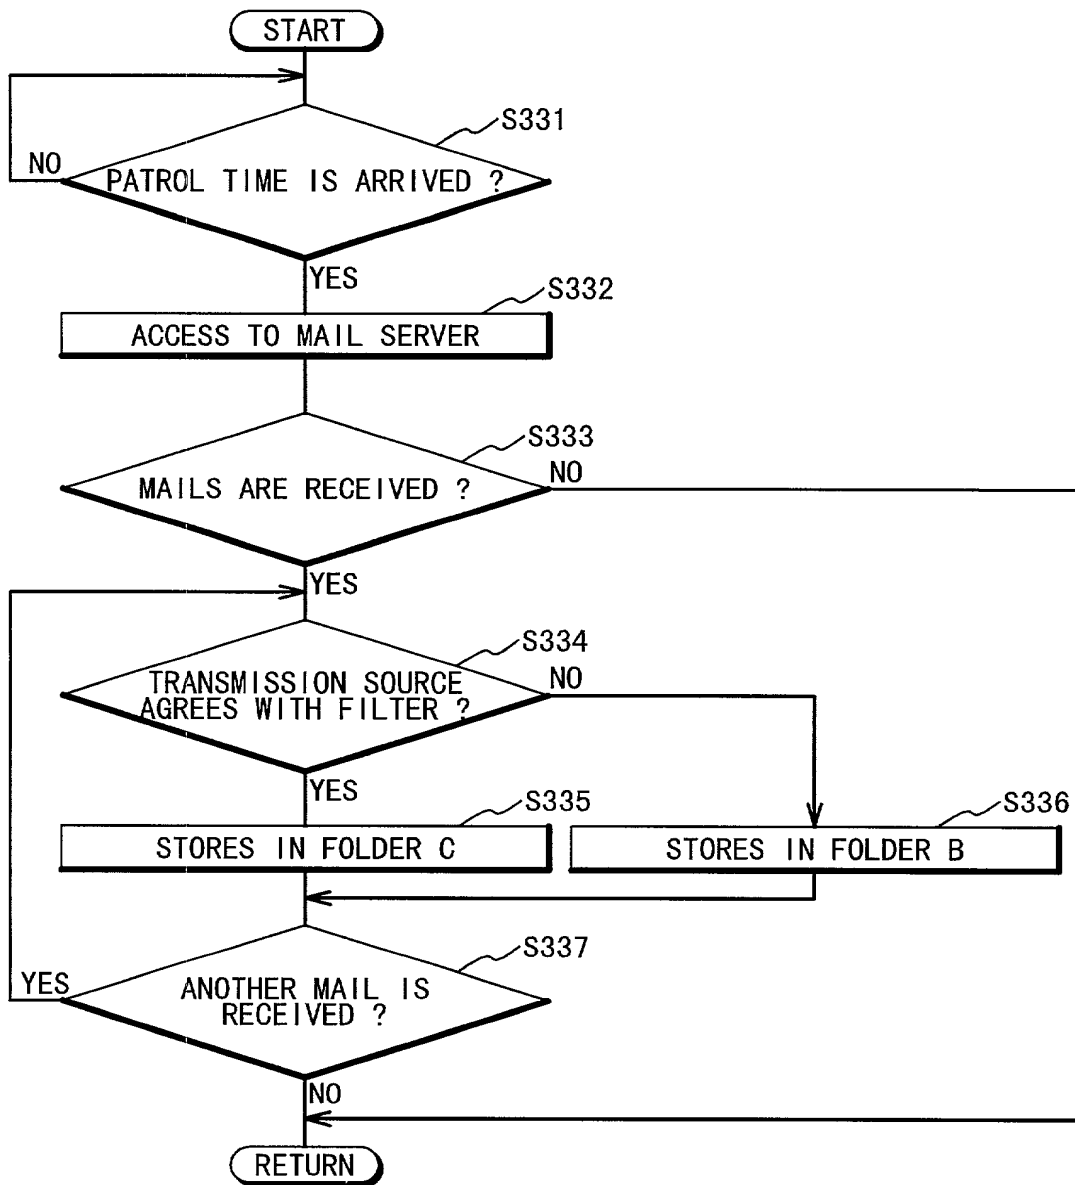 START
S331
NO
PATROL TIME IS ARRIVED ?
YES
S332
ACCESS TO MAIL SERVER
S333
NO
MAILS ARE RECEIVED ?
YES
S334
NO
TRANSMISSION SOURCE
AGREES WITH FILTER ?
YES
S335
S336
STORES IN FOLDER C
STORES IN FOLDER B
S337
YES
ANOTHER MAIL IS
RECEIVED ?
NO
RETURN